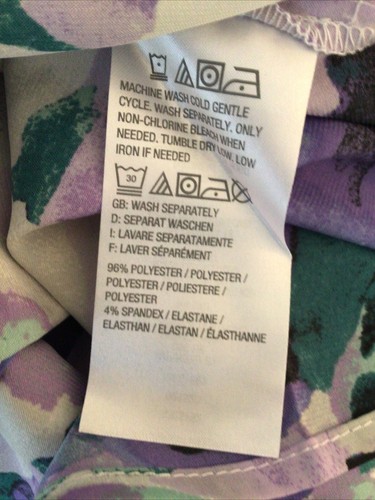 MACHINE WASH COLD GENTLE
CYCLE. WASH SEPARATELY. ONLY
NON-CHLORINE BLEACH WHEN
NEEDED. TUMBLE DRY LOW. LOW
IRON IF NEEDED
30
GB: WASH SEPARATELY
D: SEPARAT WASCHEN
I: LAVARE SEPARATAMENTE
F: LAVER SÉPARÉMENT
96% POLYESTER / POLYESTER /
POLYESTER / POLIESTERE /
POLYESTER
4% SPANDEX / ELASTANE /
ELASTHAN / ELASTAN / ÉLASTHANNE